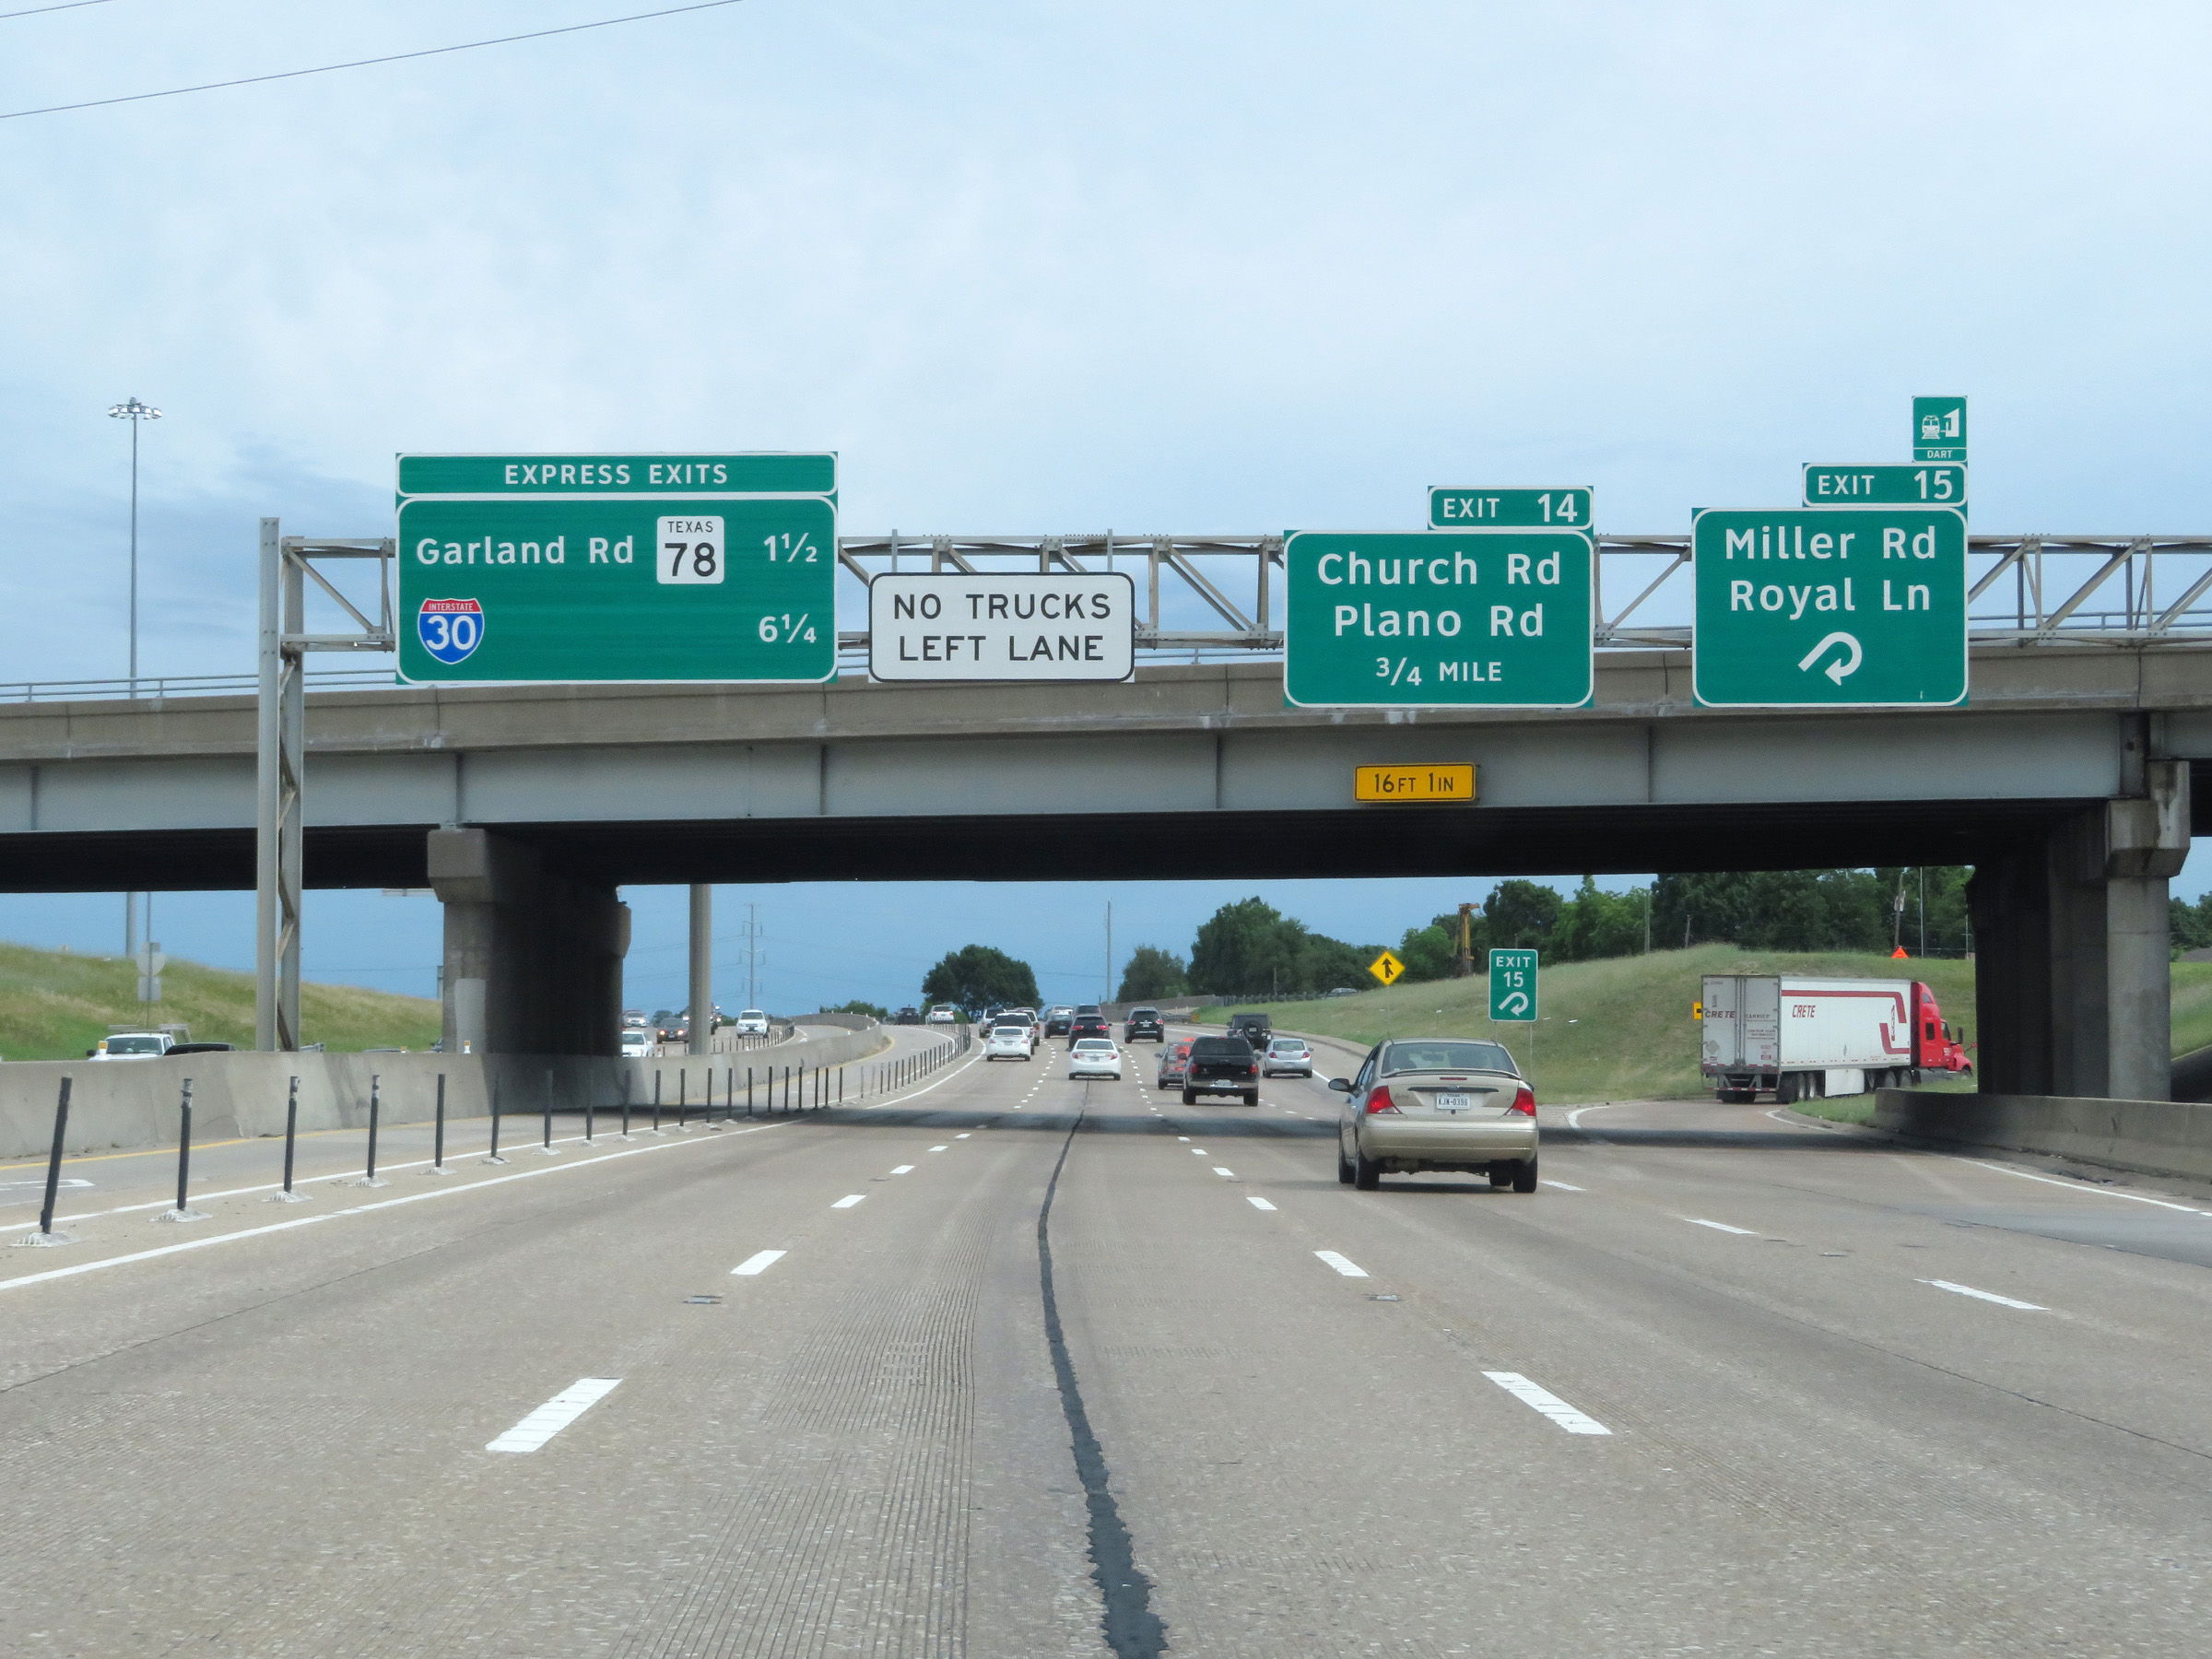 EXPRESS EXITS
Garland Rd TEXAS 78 1½
INTERSTATE 30 6¼
NO TRUCKS
LEFT LANE
EXIT 14
Church Rd
Plano Rd
3/4 MILE
DART
EXIT 15
Miller Rd
Royal Ln
16FT 1IN
EXIT
15
CRETE CARRIER
CRETE